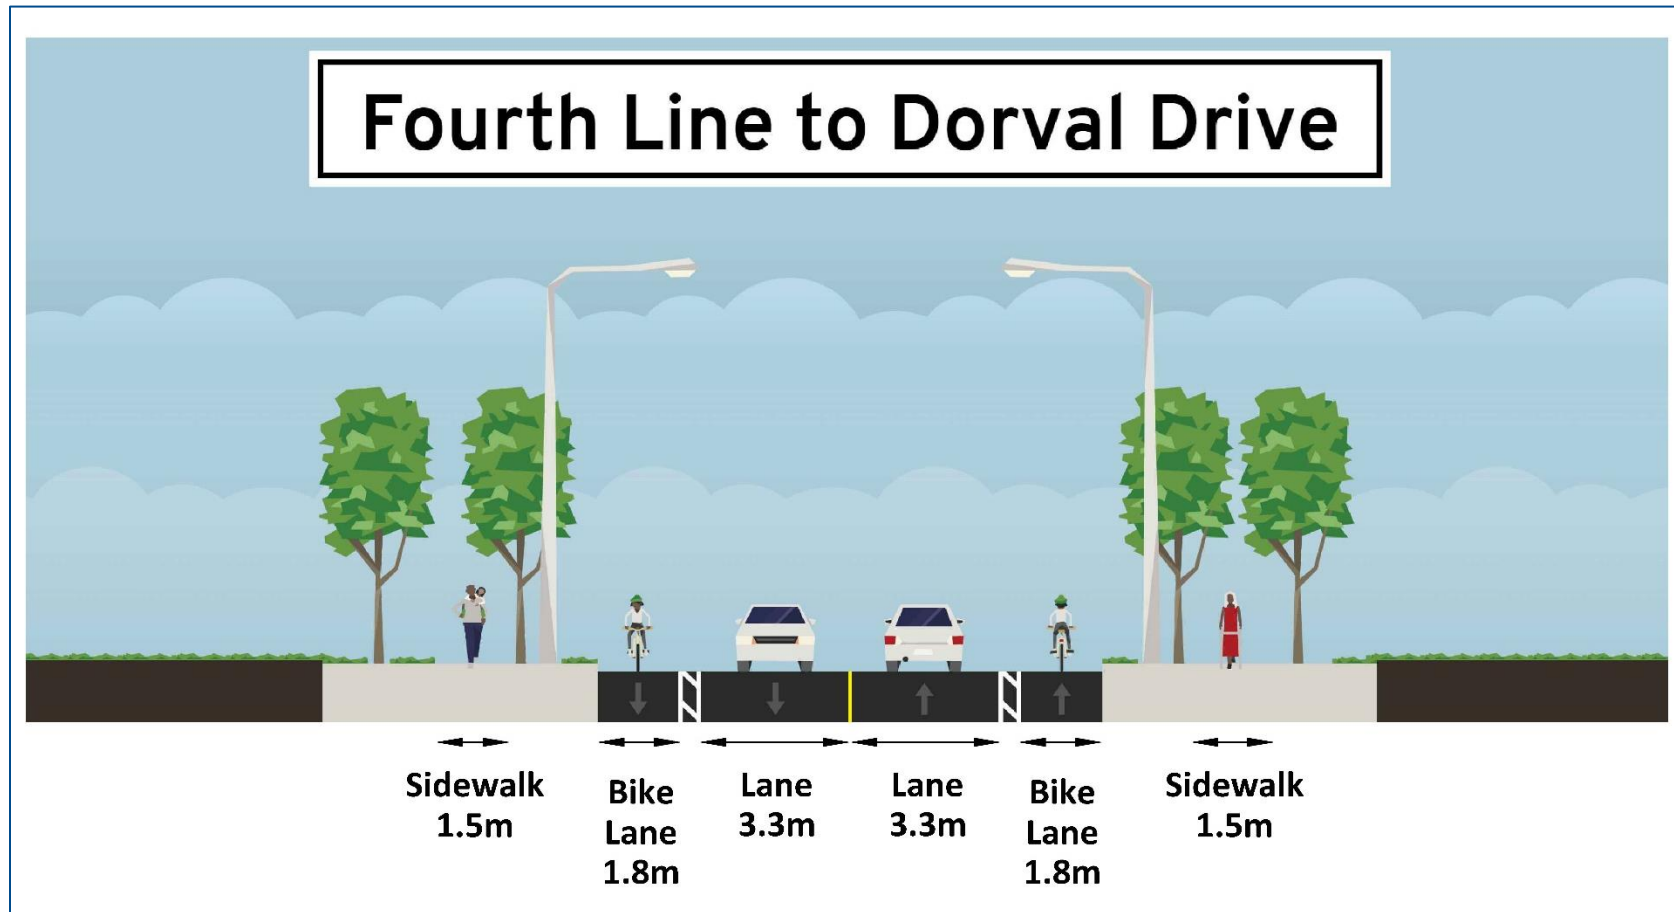 Fourth Line to Dorval Drive
Sidewalk
1.5m
Bike
Lane
1.8m
Lane
3.3m
Lane
3.3m
Bike
Lane
1.8m
Sidewalk
1.5m